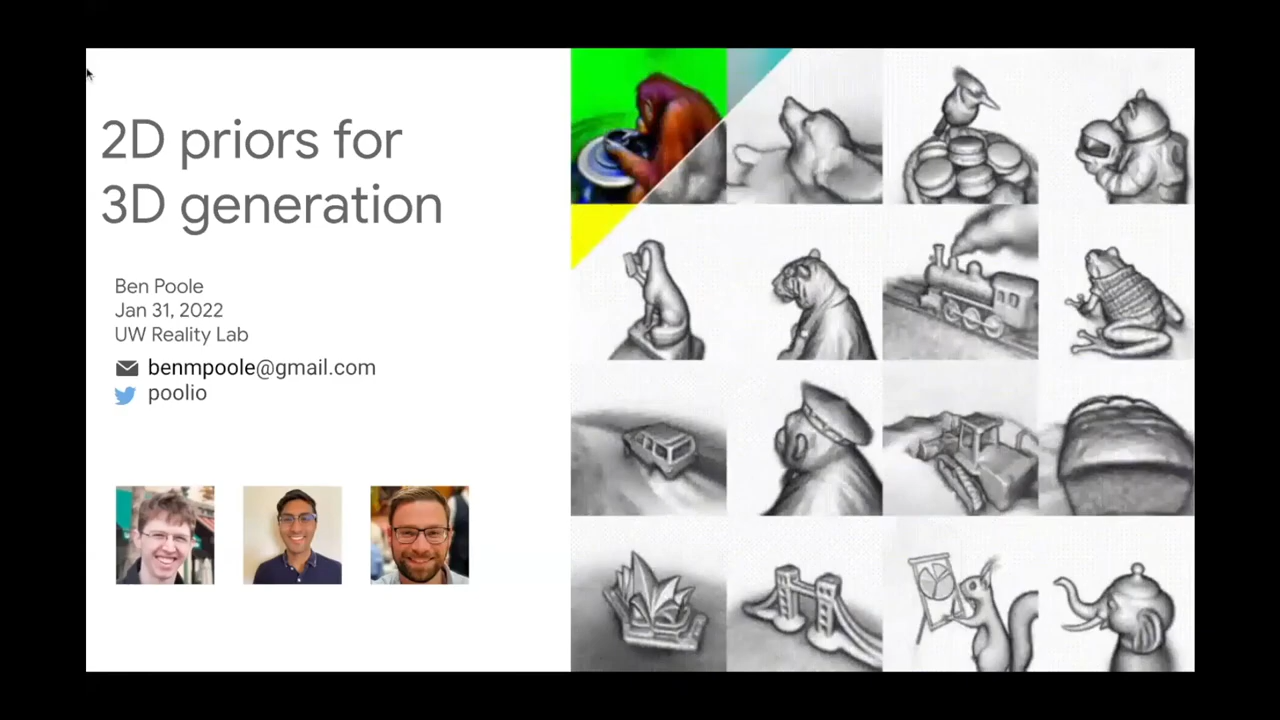 2D priors for
3D generation
Ben Poole
Jan 31, 2022
UW Reality Lab
benmpoole@gmail.com
poolio